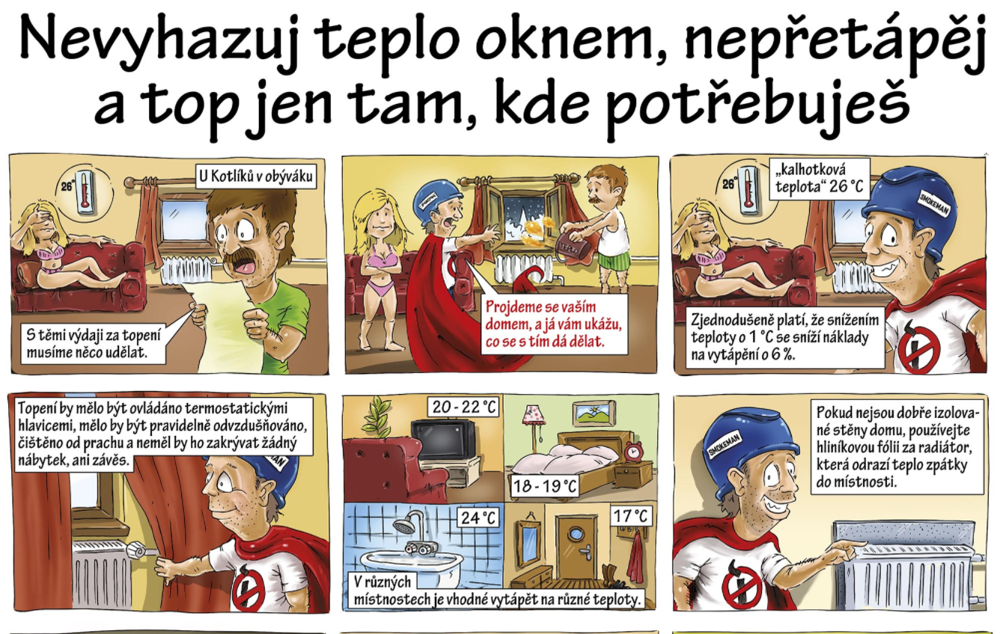 Nevyhazuj teplo oknem, nepřetápěj
a top jen tam, kde potřebuješ
U Kotlíků v obýváku
26°
S těmi výdaji za topení
musíme něco udělat.
SMOKEMAN
TEPLO
Projdeme se vaším
domem, a já vám ukážu,
co se s tím dá dělat.
„kalhotková
teplota“ 26 °C
26°
SMOKEMAN
Zjednodušeně platí, že snížením
teploty o 1 °C se sníží náklady
na vytápění o 6 %.
Topení by mělo být ovládáno termostatickými
hlavicemi, mělo by být pravidelně odvzdušňováno,
čištěno od prachu a neměl by ho zakrývat žádný
nábytek, ani závěs.
MAN
20 - 22 °C
18 - 19 °C
24 °C
17 °C
V různých
místnostech je vhodné vytápět na různé teploty.
SMOKEMAN
Pokud nejsou dobře izolova-
né stěny domu, používejte
hliníkovou fólii za radiátor,
která odrazí teplo zpátky
do místnosti.